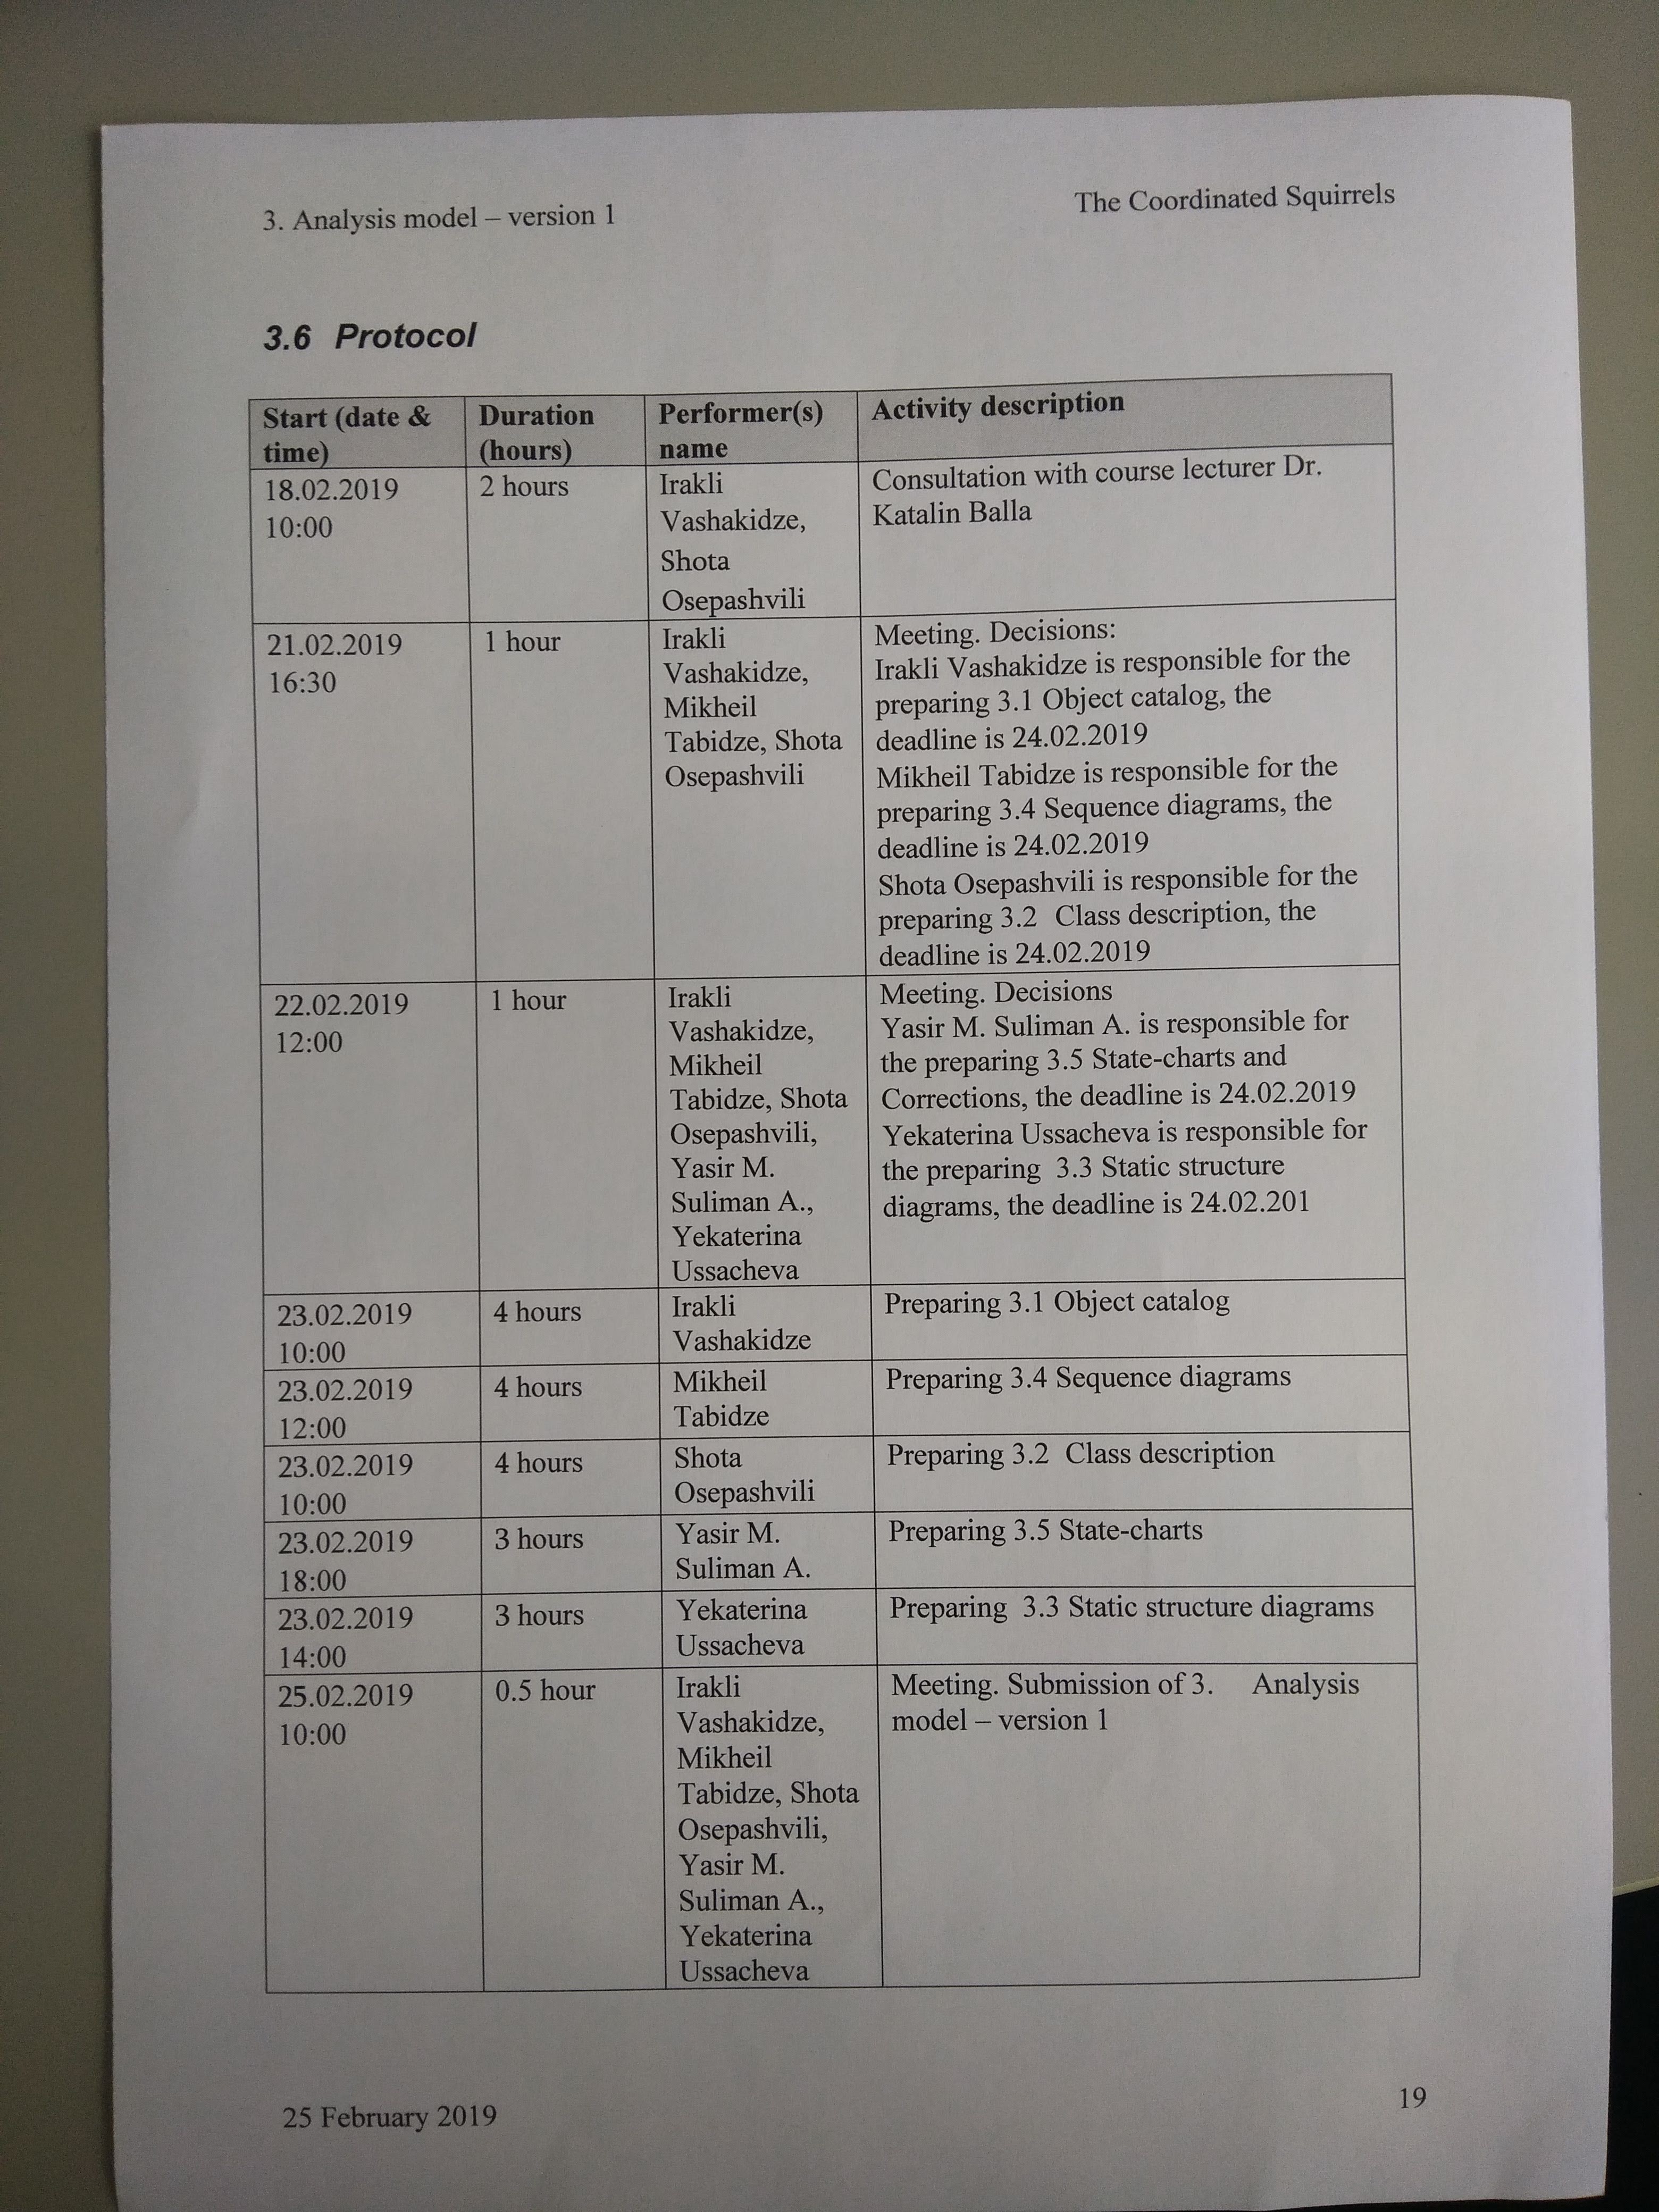 3. Analysis model – version 1
The Coordinated Squirrels
3.6 Protocol
Start (date &
time)
Duration
(hours)
Performer(s)
name
Activity description
18.02.2019
10:00
2 hours
Irakli
Vashakidze,
Shota
Osepashvili
Consultation with course lecturer Dr.
Katalin Balla
21.02.2019
16:30
1 hour
Irakli
Vashakidze,
Mikheil
Tabidze, Shota
Osepashvili
Meeting. Decisions:
Irakli Vashakidze is responsible for the
preparing 3.1 Object catalog, the
deadline is 24.02.2019
Mikheil Tabidze is responsible for the
preparing 3.4 Sequence diagrams, the
deadline is 24.02.2019
Shota Osepashvili is responsible for the
preparing 3.2 Class description, the
deadline is 24.02.2019
22.02.2019
12:00
1 hour
Irakli
Vashakidze,
Mikheil
Tabidze, Shota
Osepashvili,
Yasir M.
Suliman A.,
Yekaterina
Ussacheva
Meeting. Decisions
Yasir M. Suliman A. is responsible for
the preparing 3.5 State-charts and
Corrections, the deadline is 24.02.2019
Yekaterina Ussacheva is responsible for
the preparing 3.3 Static structure
diagrams, the deadline is 24.02.201
23.02.2019
10:00
4 hours
Irakli
Vashakidze
Preparing 3.1 Object catalog
23.02.2019
12:00
4 hours
Mikheil
Tabidze
Preparing 3.4 Sequence diagrams
23.02.2019
10:00
4 hours
Shota
Osepashvili
Preparing 3.2 Class description
23.02.2019
18:00
3 hours
Yasir M.
Suliman A.
Preparing 3.5 State-charts
23.02.2019
14:00
3 hours
Yekaterina
Ussacheva
Preparing 3.3 Static structure diagrams
25.02.2019
10:00
0.5 hour
Irakli
Vashakidze,
Mikheil
Tabidze, Shota
Osepashvili,
Yasir M.
Suliman A.,
Yekaterina
Ussacheva
Meeting. Submission of 3. Analysis
model – version 1
25 February 2019
19